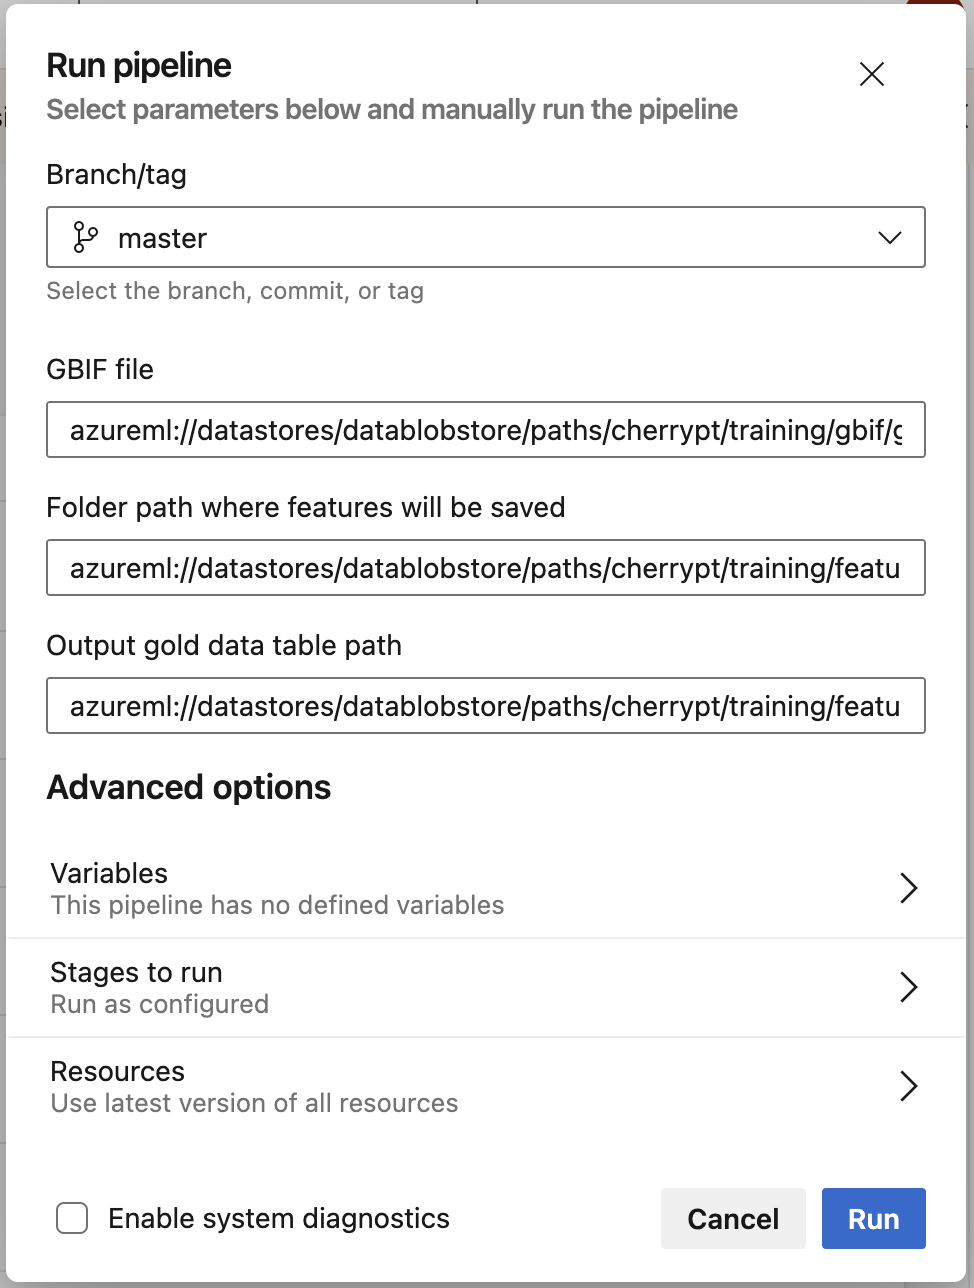 Run pipeline
Select parameters below and manually run the pipeline
Branch/tag
master
Select the branch, commit, or tag
GBIF file
azureml://datastores/datablobstore/paths/cherrypt/training/gbif/g
Folder path where features will be saved
azureml://datastores/datablobstore/paths/cherrypt/training/featu
Output gold data table path
azureml://datastores/datablobstore/paths/cherrypt/training/featu
Advanced options
Variables
This pipeline has no defined variables
Stages to run
Run as configured
Resources
Use latest version of all resources
Enable system diagnostics
Cancel
Run